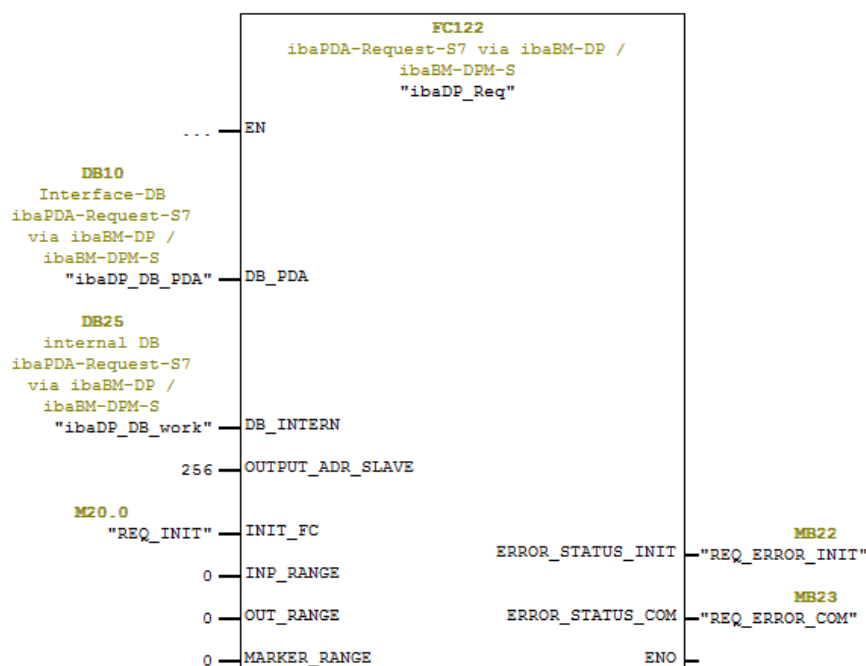 FC122
ibaPDA-Request-S7 via ibaBM-DP /
ibaBM-DPM-S
"ibaDP_Req"
... EN
DB10
Interface-DB
ibaPDA-Request-S7
via ibaBM-DP /
ibaBM-DPM-S
"ibaDP_DB_PDA" DB_PDA
DB25
internal DB
ibaPDA-Request-S7
via ibaBM-DP /
ibaBM-DPM-S
"ibaDP_DB_work" DB_INTERN
256 OUTPUT_ADR_SLAVE
M20.0
"REQ_INIT" INIT_FC
MB22
ERROR_STATUS_INIT "REQ_ERROR_INIT"
0 INP_RANGE
MB23
0 OUT_RANGE ERROR_STATUS_COM "REQ_ERROR_COM"
0 MARKER_RANGE ENO